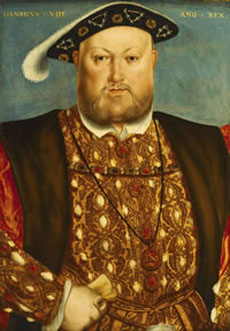 HENRICVS · VIII ANG · REX